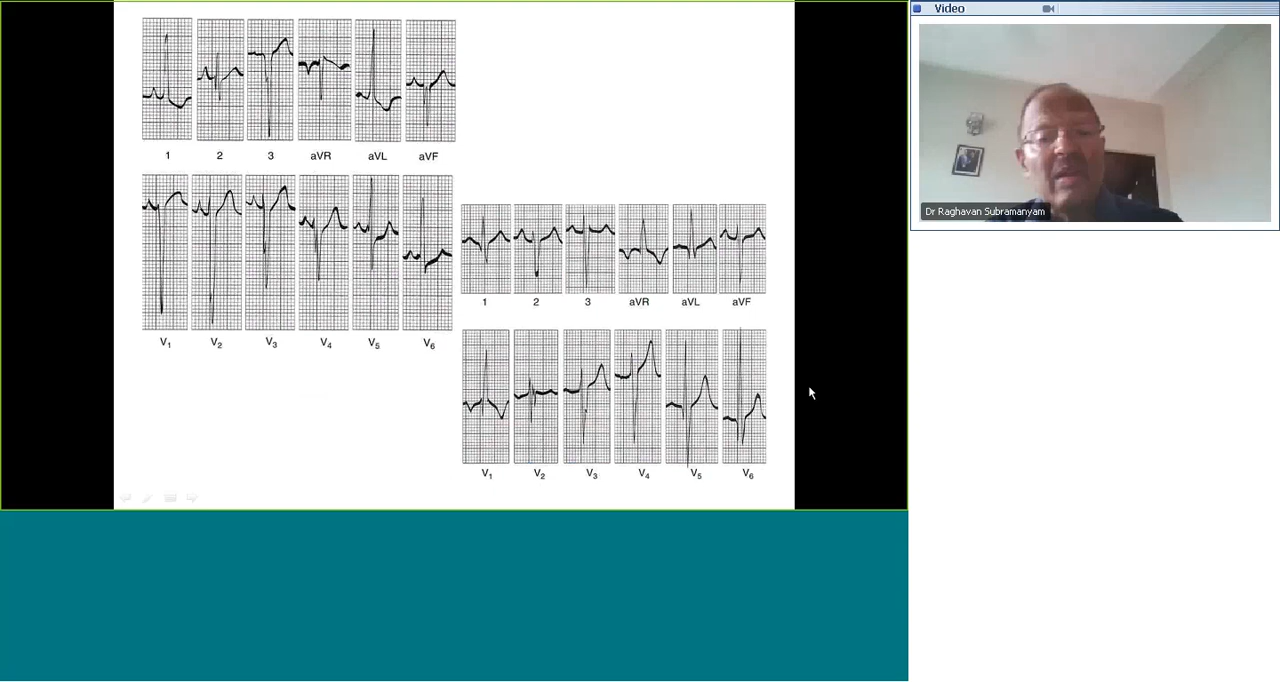 Video
1 2 3 aVR aVL aVF
V₁ V₂ V₃ V₄ V₅ V₆
1 2 3 aVR aVL aVF
V₁ V₂ V₃ V₄ V₅ V₆
Dr Raghavan Subramanyam